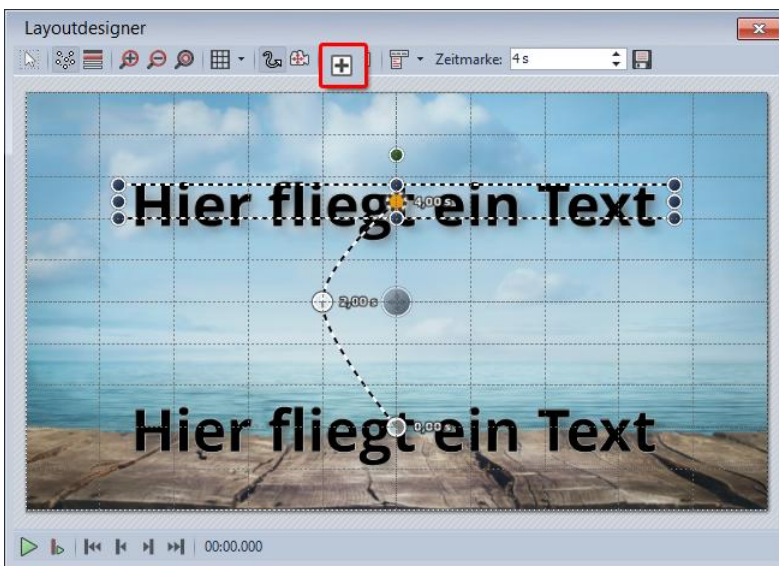 Layoutdesigner
Zeitmarke: 4 s
Hier fliegt ein Text
4,00 s
2,00 s
Hier fliegt ein Text
0,00 s
00:00.000